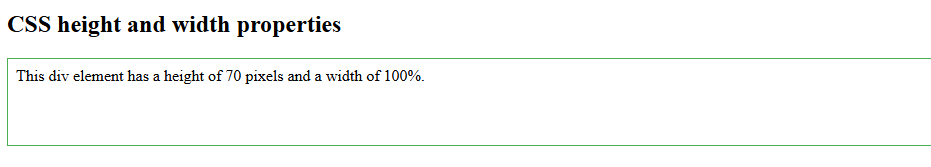 CSS height and width properties
This div element has a height of 70 pixels and a width of 100%.